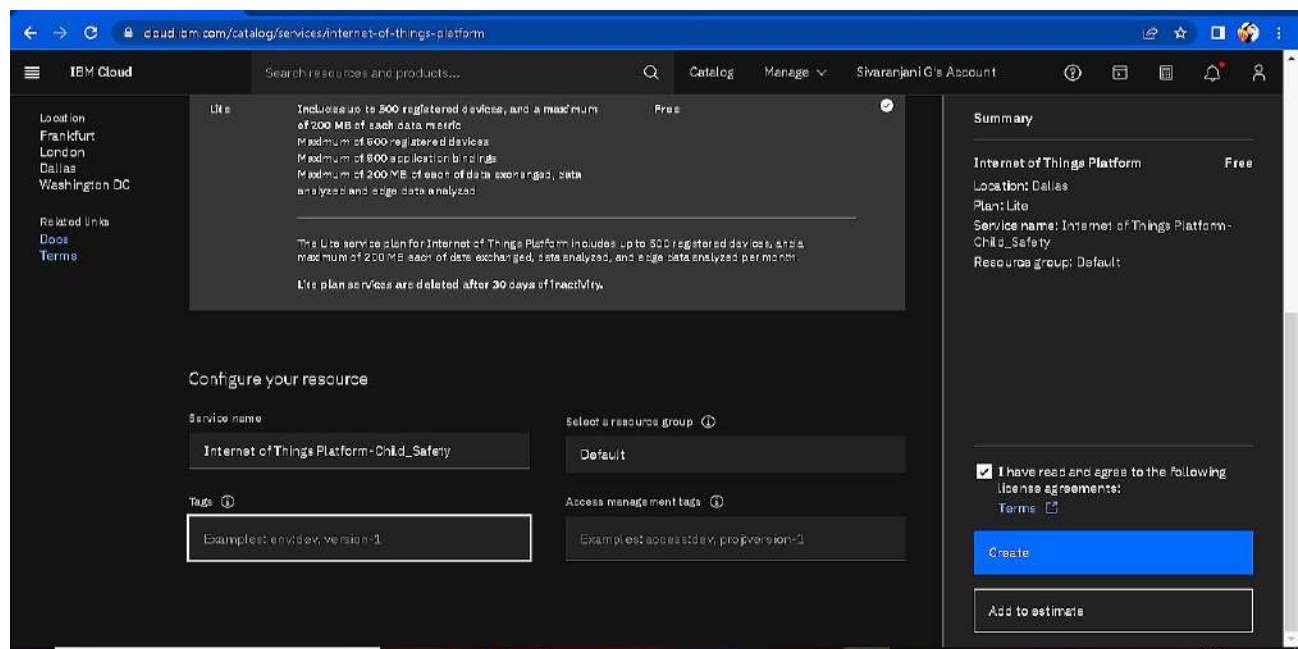 cloud.ibm.com/catalog/services/internet-of-things-platform
IBM Cloud
Search resources and products...
Catalog
Manage
Sivaranjani G's Account
Location
Frankfurt
London
Dallas
Washington DC
Related links
Docs
Terms
Lite
Includes up to 500 registered devices, and a maximum
of 200 MB of each data metric
Maximum of 500 registered devices
Maximum of 500 application bindings
Maximum of 200 MB of each of data exchanged, data
analyzed and edge data analyzed
Free
The Lite service plan for Internet of Things Platform includes up to 500 registered devices, and a
maximum of 200 MB each of data exchanged, data analyzed, and edge data analyzed per month.
Lite plan services are deleted after 30 days of inactivity.
Configure your resource
Service name
Internet of Things Platform-Child_Safety
Select a resource group
Default
Tags
Examples: env:dev, version-1
Access management tags
Examples: access:dev, proj:version-1
Summary
Internet of Things Platform Free
Location: Dallas
Plan: Lite
Service name: Internet of Things Platform-
Child_Safety
Resource group: Default
I have read and agree to the following
license agreements:
Terms
Create
Add to estimate